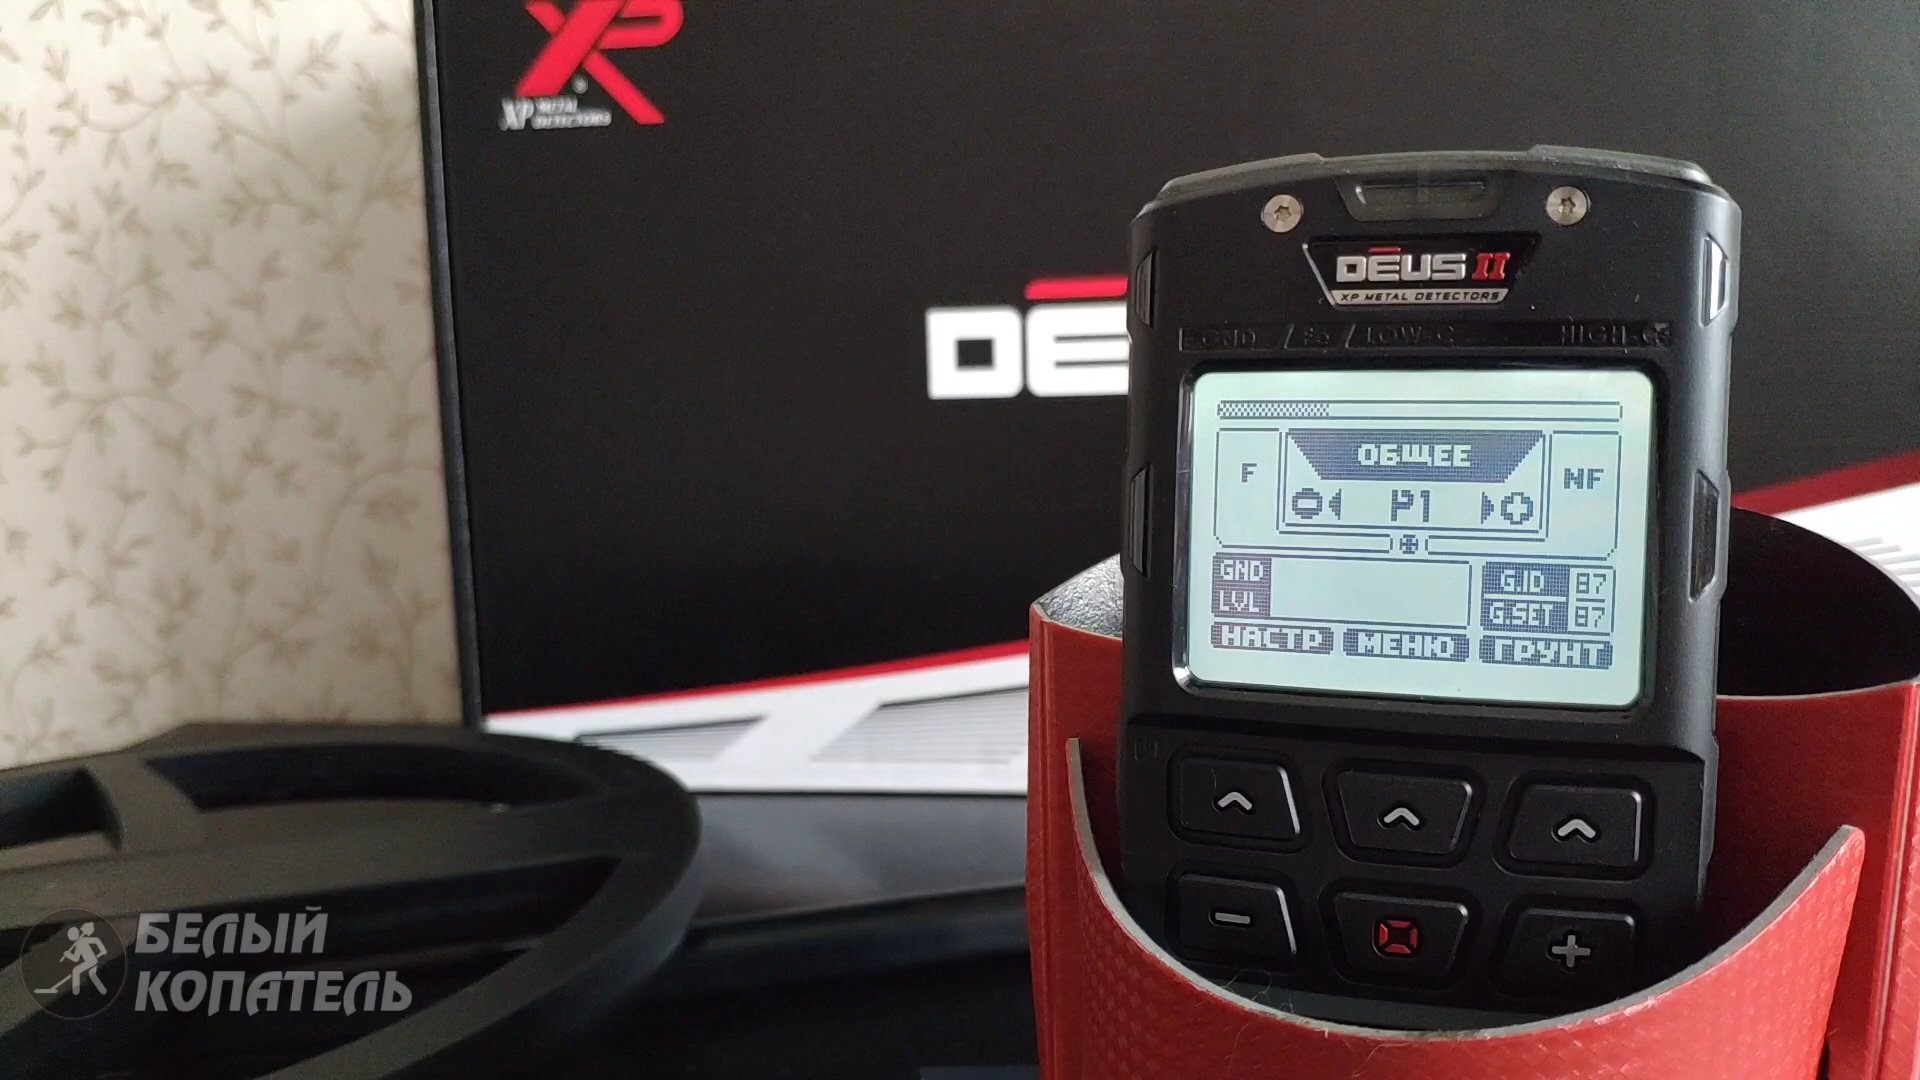 XP
XP METAL
DETECTORS
DE
DEUS II
XP METAL DETECTORS
GND / Fe / LOW-C HIGH-C
ОБЩЕЕ
F
NF
P1
GND
LVL
G.ID 87
G.SET 87
НАСТР МЕНЮ ГРУНТ
БЕЛЫЙ
КОПАТЕЛЬ